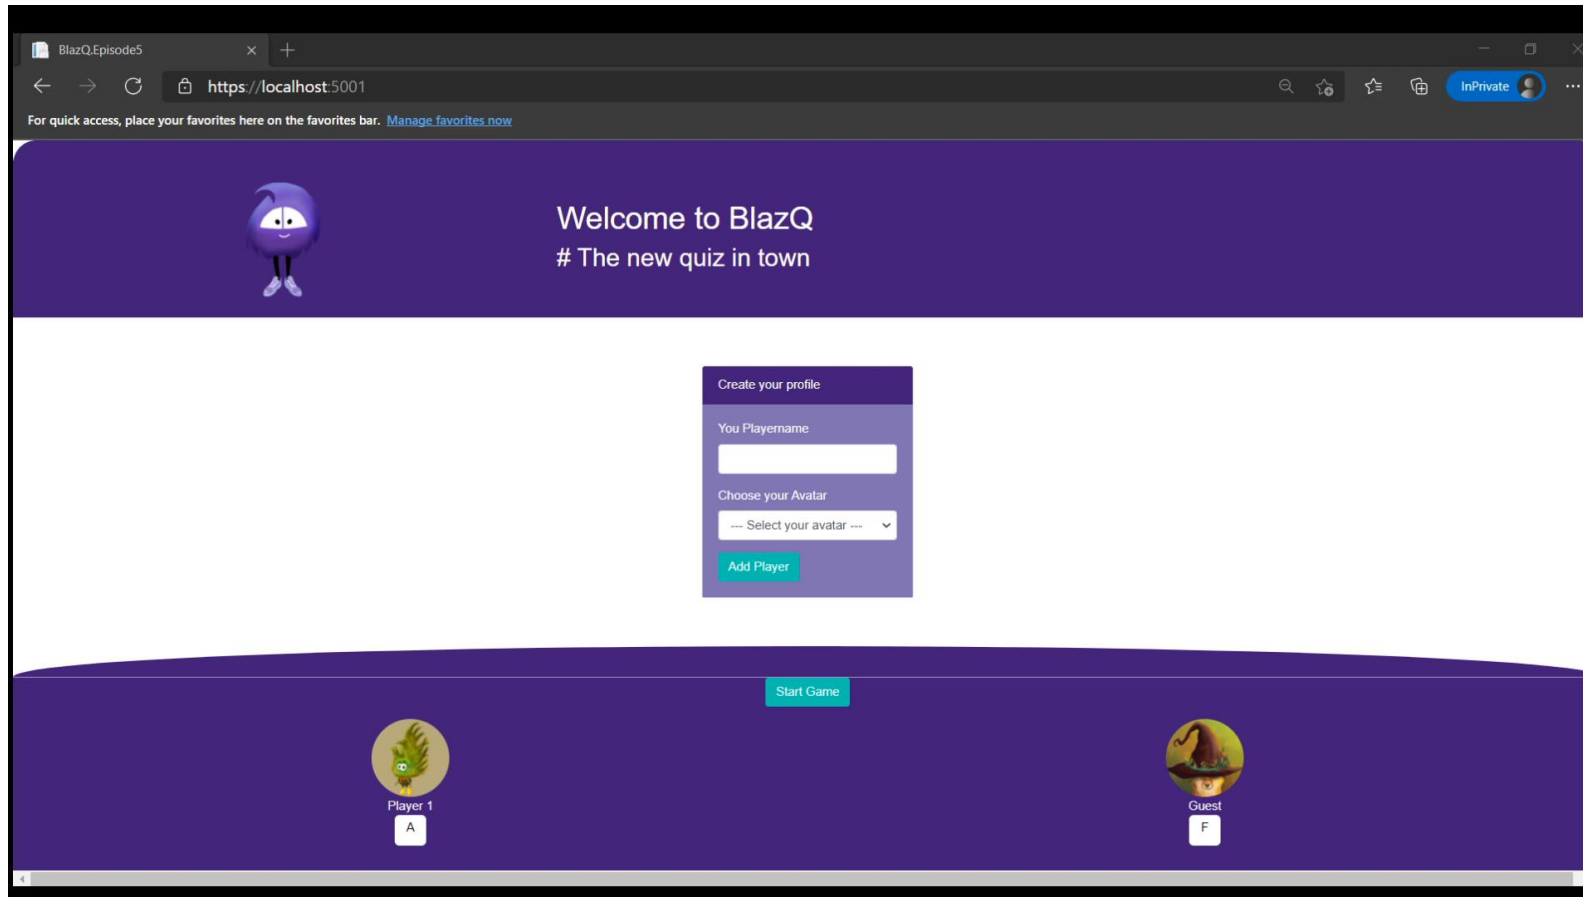 BlazQ.Episode5
https://localhost:5001
InPrivate
For quick access, place your favorites here on the favorites bar. Manage favorites now
Welcome to BlazQ
# The new quiz in town
Create your profile
You Playername
Choose your Avatar
--- Select your avatar ---
Add Player
Start Game
Player 1
A
Guest
F